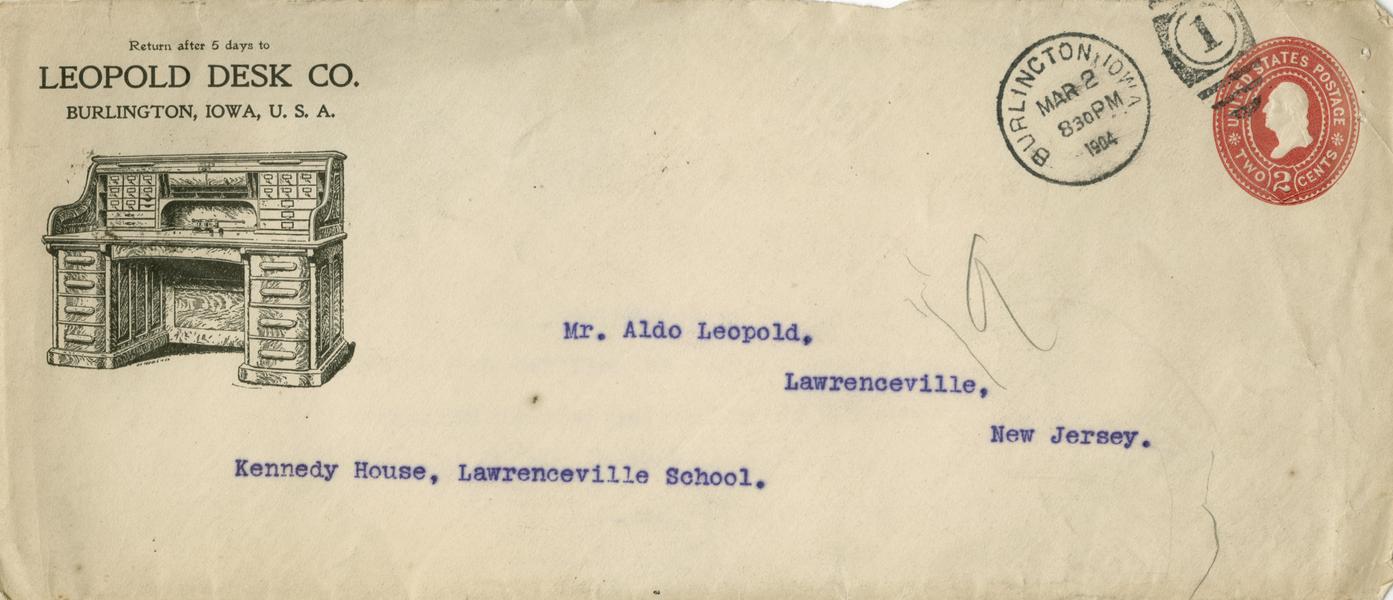 Return after 5 days to
LEOPOLD DESK CO.
BURLINGTON, IOWA, U. S. A.
BURLINGTON, IOWA
MAR 2
830PM
1904
1
UNITED STATES POSTAGE
TWO 2 CENTS
Mr. Aldo Leopold,
Lawrenceville,
New Jersey.
Kennedy House, Lawrenceville School.